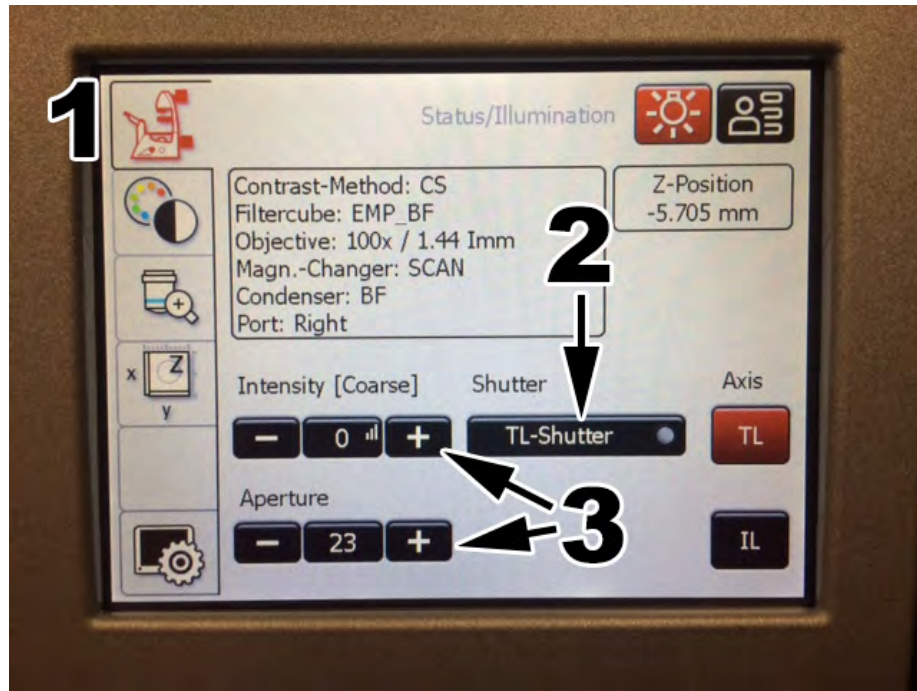 1
Status/Illumination
Contrast-Method: CS
Filtercube: EMP_BF
Objective: 100x / 1.44 Imm
Magn.-Changer: SCAN
Condenser: BF
Port: Right
Z-Position
-5.705 mm
2
x Z
y
Intensity [Coarse]
Shutter
Axis
− 0 +
TL-Shutter
TL
3
Aperture
− 23 +
IL